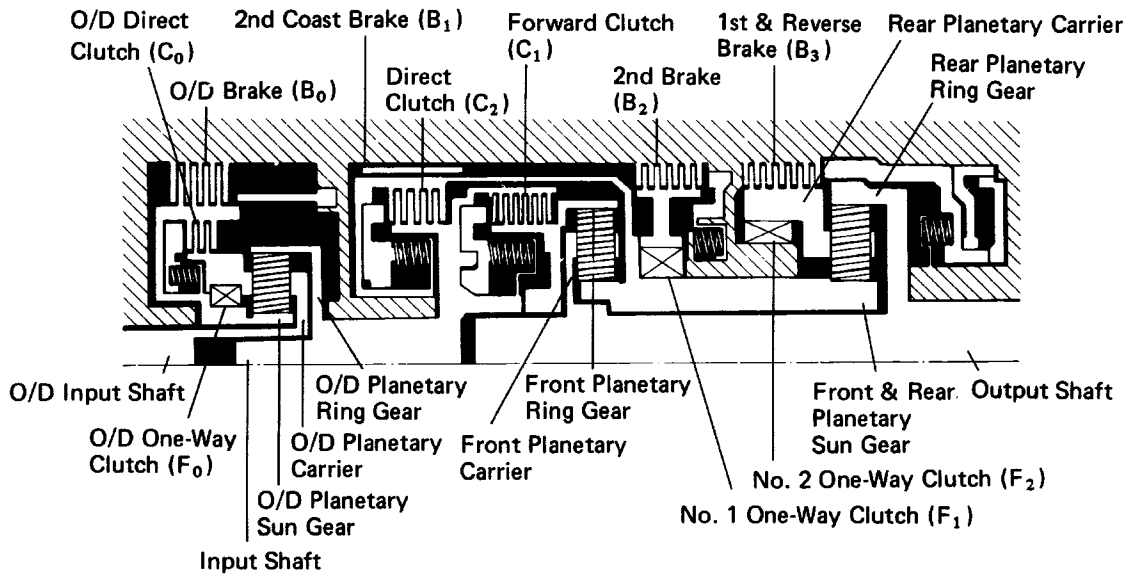 O/D Direct
Clutch (C₀)
2nd Coast Brake (B₁)
Forward Clutch
(C₁)
1st & Reverse
Brake (B₃)
Rear Planetary Carrier
O/D Brake (B₀)
Direct
Clutch (C₂)
2nd Brake
(B₂)
Rear Planetary
Ring Gear
O/D Input Shaft
O/D One-Way
Clutch (F₀)
O/D Planetary
Ring Gear
O/D Planetary
Carrier
O/D Planetary
Sun Gear
Input Shaft
Front Planetary
Ring Gear
Front Planetary
Carrier
Front & Rear
Planetary
Sun Gear
Output Shaft
No. 2 One-Way Clutch (F₂)
No. 1 One-Way Clutch (F₁)